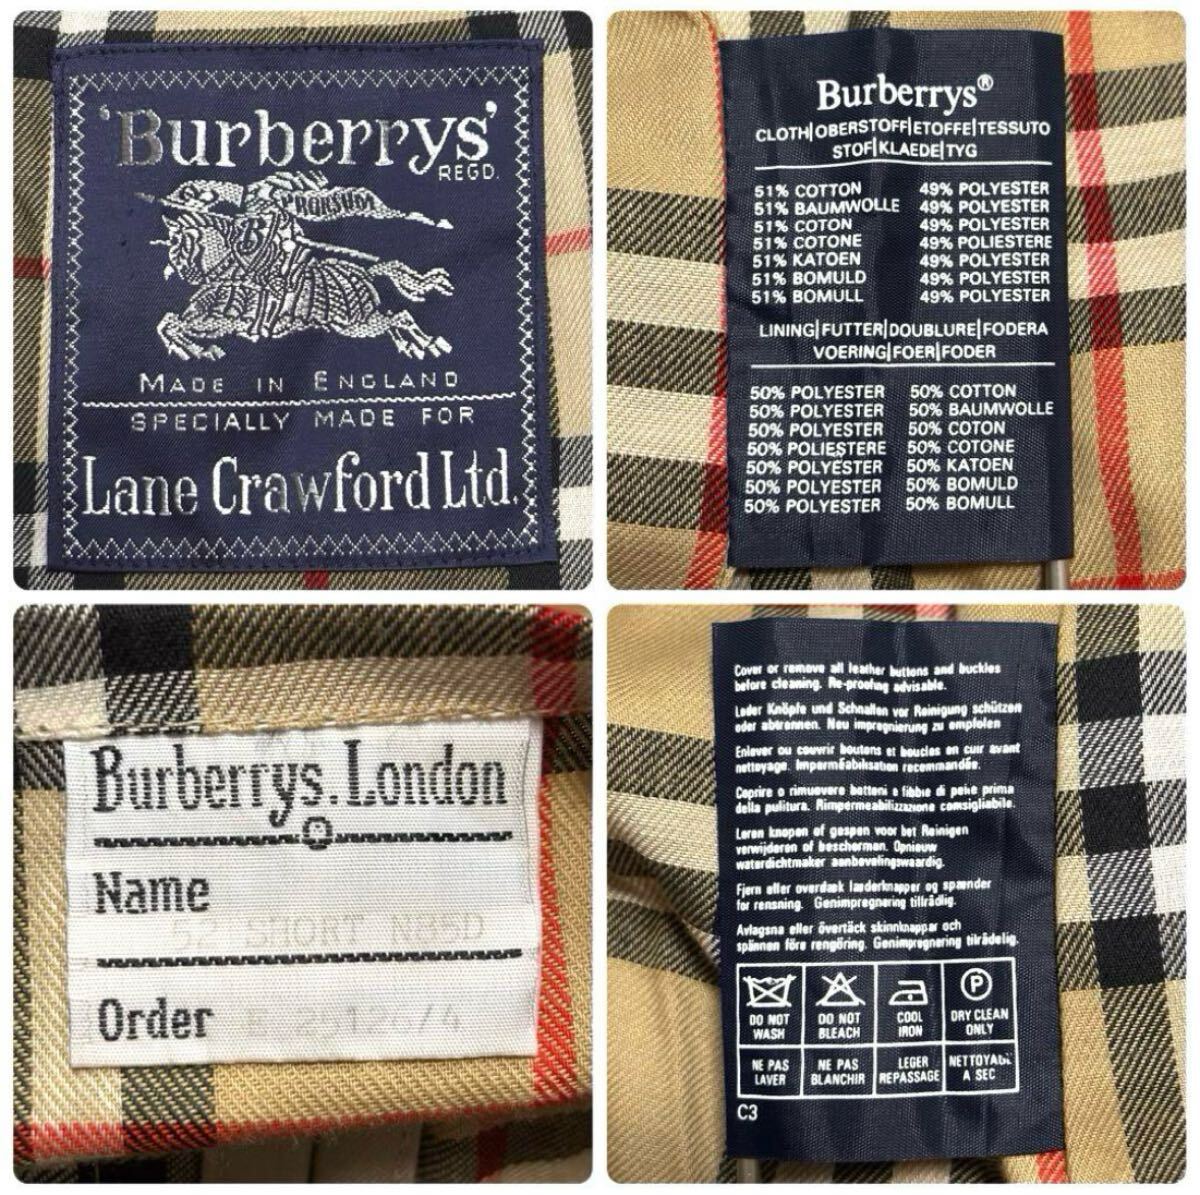 'Burberrys'
REGD.
PRORSUM
B
MADE IN ENGLAND
SPECIALLY MADE FOR
Lane Crawford Ltd.
Burberrys®
CLOTH|OBERSTOFF|ETOFFE|TESSUTO
STOF|KLAEDE|TYG
51% COTTON 49% POLYESTER
51% BAUMWOLLE 49% POLYESTER
51% COTON 49% POLYESTER
51% COTONE 49% POLIESTERE
51% KATOEN 49% POLYESTER
51% BOMULD 49% POLYESTER
51% BOMULL 49% POLYESTER
LINING|FUTTER|DOUBLURE|FODERA
VOERING|FOER|FODER
50% POLYESTER 50% COTTON
50% POLYESTER 50% BAUMWOLLE
50% POLYESTER 50% COTON
50% POLIESTERE 50% COTONE
50% POLYESTER 50% KATOEN
50% POLYESTER 50% BOMULD
50% POLYESTER 50% BOMULL
Burberrys. London
Name
52 SHORT
Order
Cover or remove all leather buttons and buckles
before cleaning. Re-proofing advisable.
Leder Knöpfe und Schnallen vor Reinigung schützen
oder abtrennen. Neu impregnierung zu empfolen
Enlever ou couvrir boutons et boucles en cuir avant
nettoyage. Imperméabilisation recommandée.
Coprire o rimuovere bottoni e fibbie di pelle prima
della pulitura. Rimpermeabilizzazione consigliabile.
Leren knopen of gespen voor het Reinigen
verwijderen of beschermen. Opnieuw
waterdichtmaker aanbevelingswaardig.
Fjern eller overdæk læderknapper og spænder
for rensning. Genimpregnering tillrådlig.
Avlagsna eller övertäck skinnknappar och
spännen före rengöring. Genimpregnering tilrådelig.
P
DO NOT WASH
DO NOT BLEACH
COOL IRON
DRY CLEAN ONLY
NE PAS LAVER
NE PAS BLANCHIR
LEGER REPASSAGE
NETTOYAGE A SEC
C3